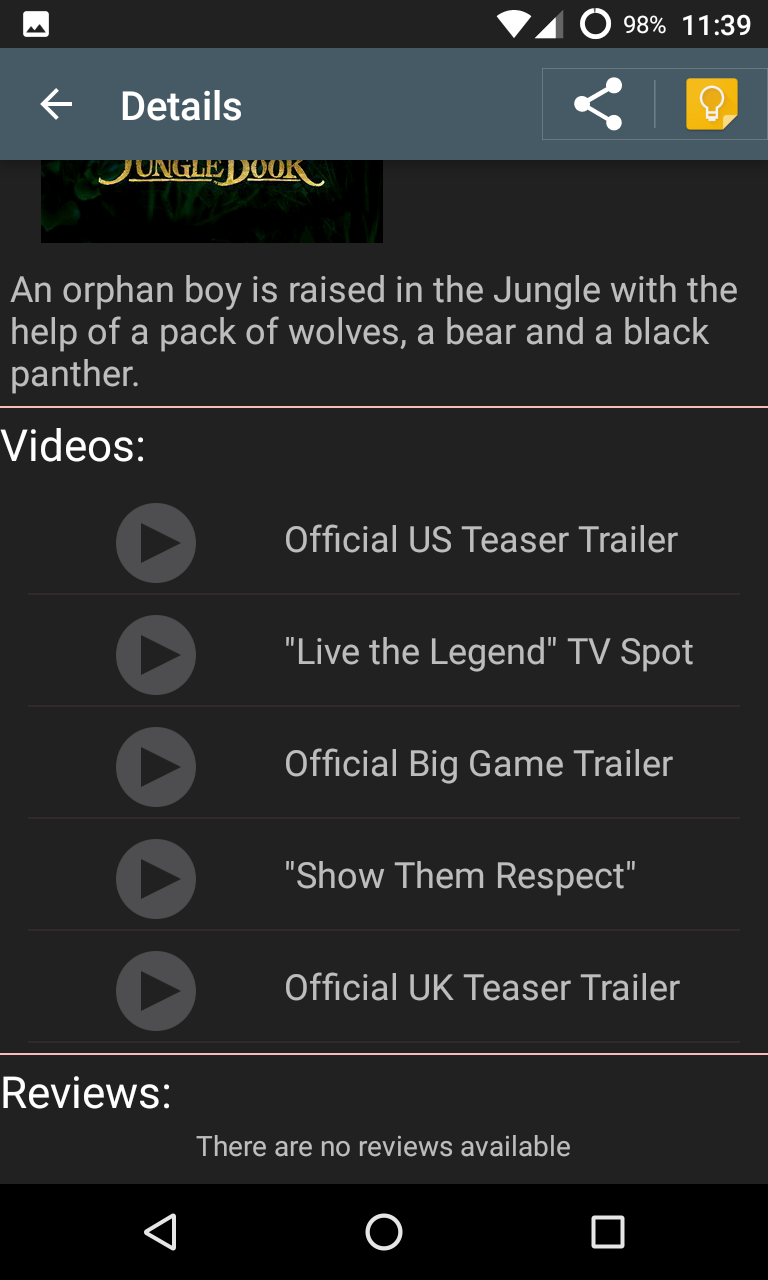 98% 11:39
Details
JUNGLE BOOK
An orphan boy is raised in the Jungle with the
help of a pack of wolves, a bear and a black
panther.
Videos:
Official US Teaser Trailer
"Live the Legend" TV Spot
Official Big Game Trailer
"Show Them Respect"
Official UK Teaser Trailer
Reviews:
There are no reviews available